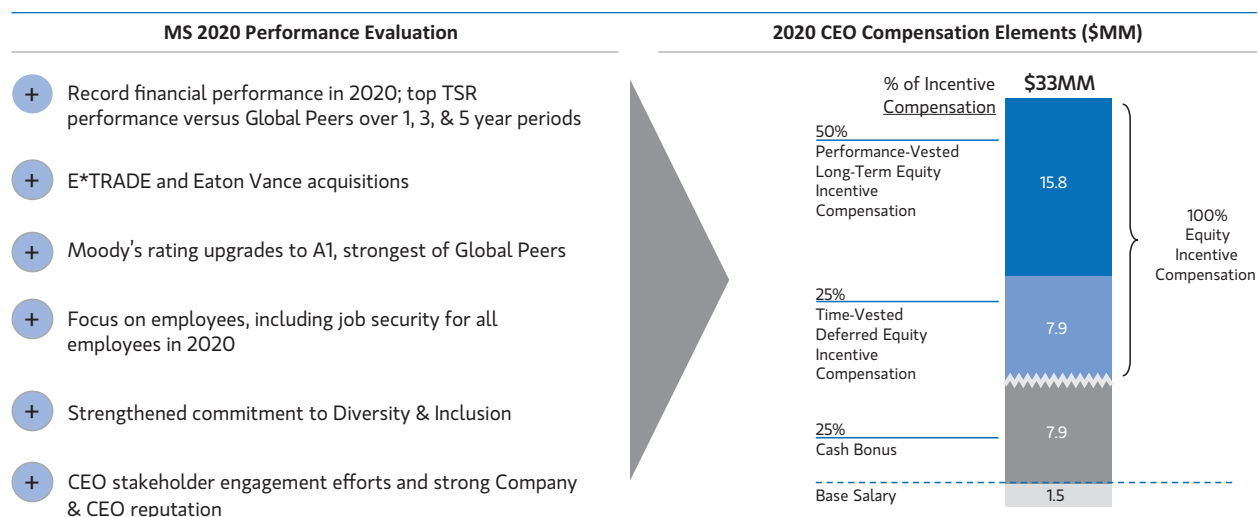 MS 2020 Performance Evaluation
+ Record financial performance in 2020; top TSR
performance versus Global Peers over 1, 3, & 5 year periods
+ E*TRADE and Eaton Vance acquisitions
+ Moody's rating upgrades to A1, strongest of Global Peers
+ Focus on employees, including job security for all
employees in 2020
+ Strengthened commitment to Diversity & Inclusion
+ CEO stakeholder engagement efforts and strong Company
& CEO reputation
2020 CEO Compensation Elements ($MM)
% of Incentive
Compensation
$33MM
50%
Performance-Vested
Long-Term Equity
Incentive
Compensation
15.8
25%
Time-Vested
Deferred Equity
Incentive
Compensation
7.9
100%
Equity
Incentive
Compensation
25%
Cash Bonus
7.9
Base Salary
1.5